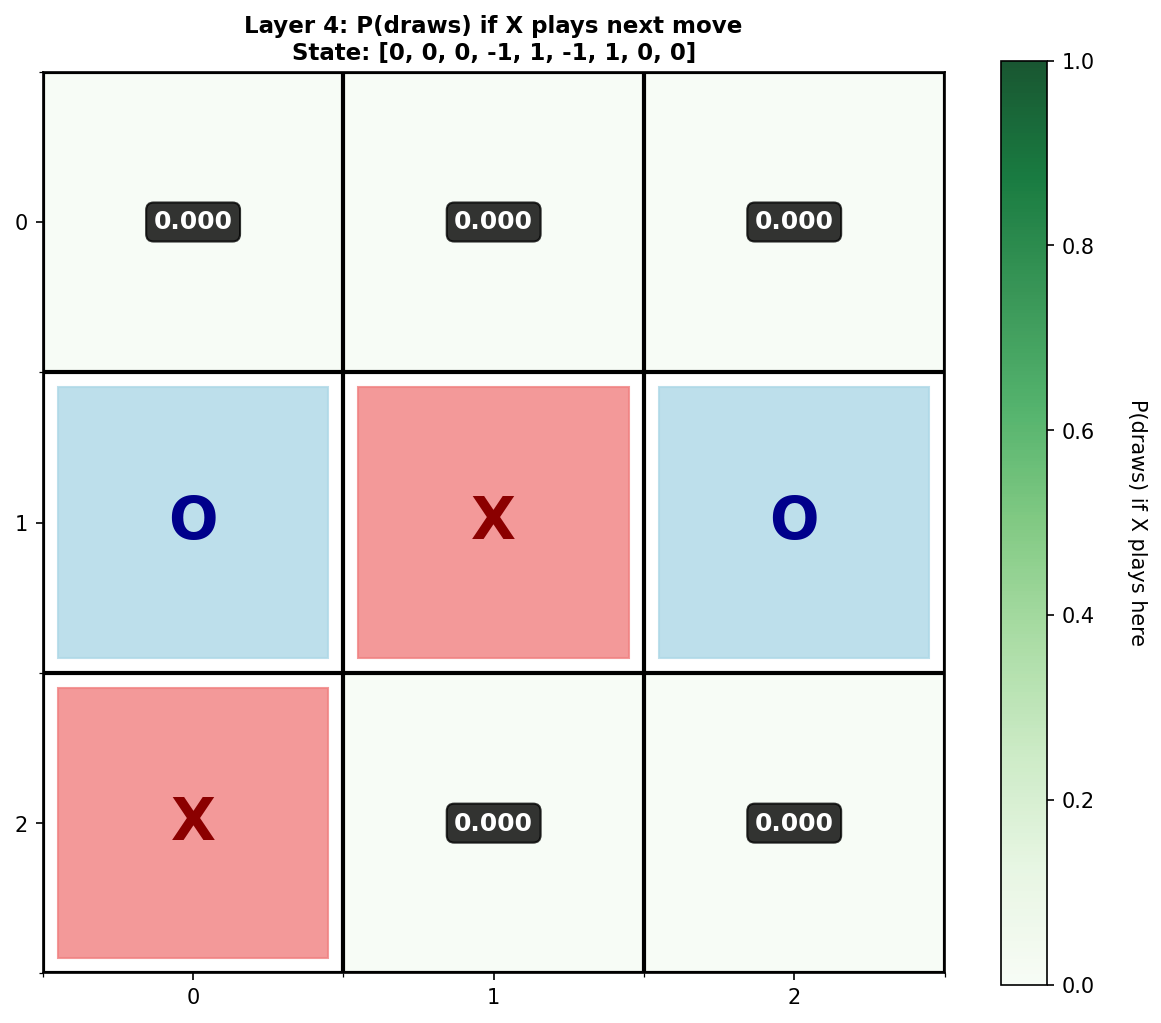 Layer 4: P(draws) if X plays next move
State: [0, 0, 0, -1, 1, -1, 1, 0, 0]
0
0.000
0.000
0.000
1
O
X
O
2
X
0.000
0.000
0
1
2
1.0
0.8
0.6
0.4
0.2
0.0
P(draws) if X plays here